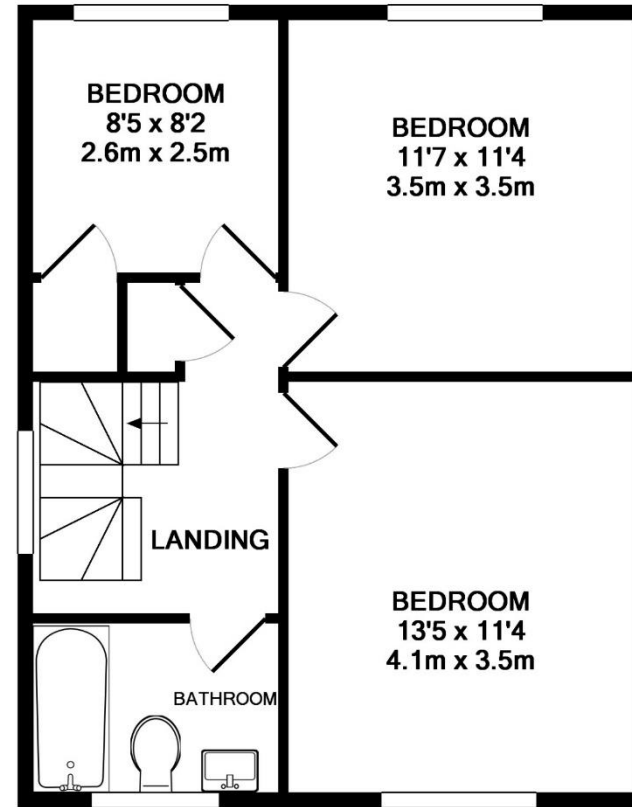 BEDROOM
8'5 x 8'2
2.6m x 2.5m
BEDROOM
11'7 x 11'4
3.5m x 3.5m
LANDING
BEDROOM
13'5 x 11'4
4.1m x 3.5m
BATHROOM